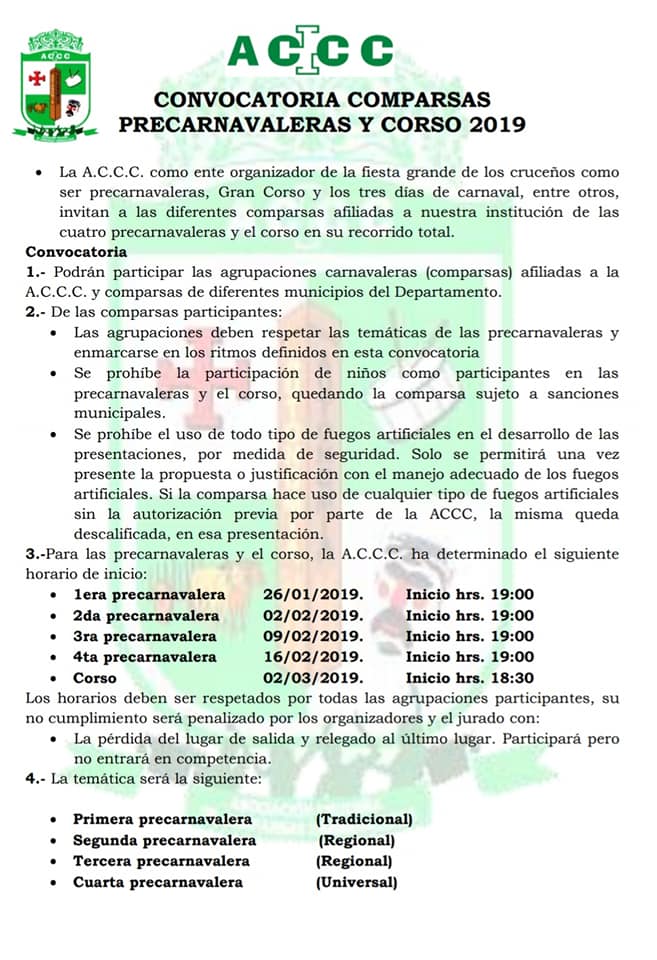 ACCC
ACCC
CONVOCATORIA COMPARSAS
PRECARNAVALERAS Y CORSO 2019
• La A.C.C.C. como ente organizador de la fiesta grande de los cruceños como
ser precarnavaleras, Gran Corso y los tres días de carnaval, entre otros,
invitan a las diferentes comparsas afiliadas a nuestra institución de las
cuatro precarnavaleras y el corso en su recorrido total.
Convocatoria
1.- Podrán participar las agrupaciones carnavaleras (comparsas) afiliadas a la
A.C.C.C. y comparsas de diferentes municipios del Departamento.
2.- De las comparsas participantes:
• Las agrupaciones deben respetar las temáticas de las precarnavaleras y
enmarcarse en los ritmos definidos en esta convocatoria
• Se prohíbe la participación de niños como participantes en las
precarnavaleras y el corso, quedando la comparsa sujeto a sanciones
municipales.
• Se prohíbe el uso de todo tipo de fuegos artificiales en el desarrollo de las
presentaciones, por medida de seguridad. Solo se permitirá una vez
presente la propuesta o justificación con el manejo adecuado de los fuegos
artificiales. Si la comparsa hace uso de cualquier tipo de fuegos artificiales
sin la autorización previa por parte de la ACCC, la misma queda
descalificada, en esa presentación.
3.-Para las precarnavaleras y el corso, la A.C.C.C. ha determinado el siguiente
horario de inicio:
• 1era precarnavalera 26/01/2019. Inicio hrs. 19:00
• 2da precarnavalera 02/02/2019. Inicio hrs. 19:00
• 3ra precarnavalera 09/02/2019. Inicio hrs. 19:00
• 4ta precarnavalera 16/02/2019. Inicio hrs. 19:00
• Corso 02/03/2019. Inicio hrs. 18:30
Los horarios deben ser respetados por todas las agrupaciones participantes, su
no cumplimiento será penalizado por los organizadores y el jurado con:
• La pérdida del lugar de salida y relegado al último lugar. Participará pero
no entrará en competencia.
4.- La temática será la siguiente:
• Primera precarnavalera (Tradicional)
• Segunda precarnavalera (Regional)
• Tercera precarnavalera (Regional)
• Cuarta precarnavalera (Universal)